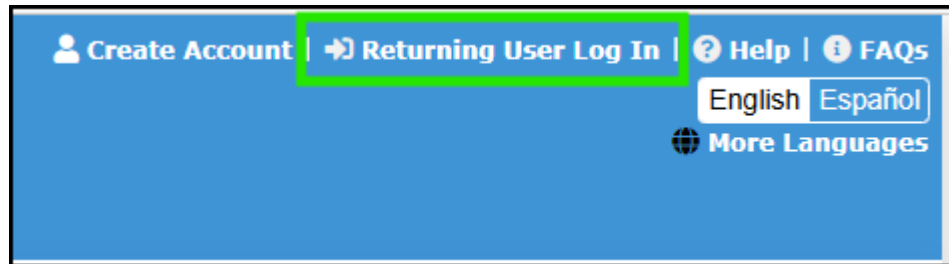 Create Account | Returning User Log In | Help | FAQs
English Español
More Languages